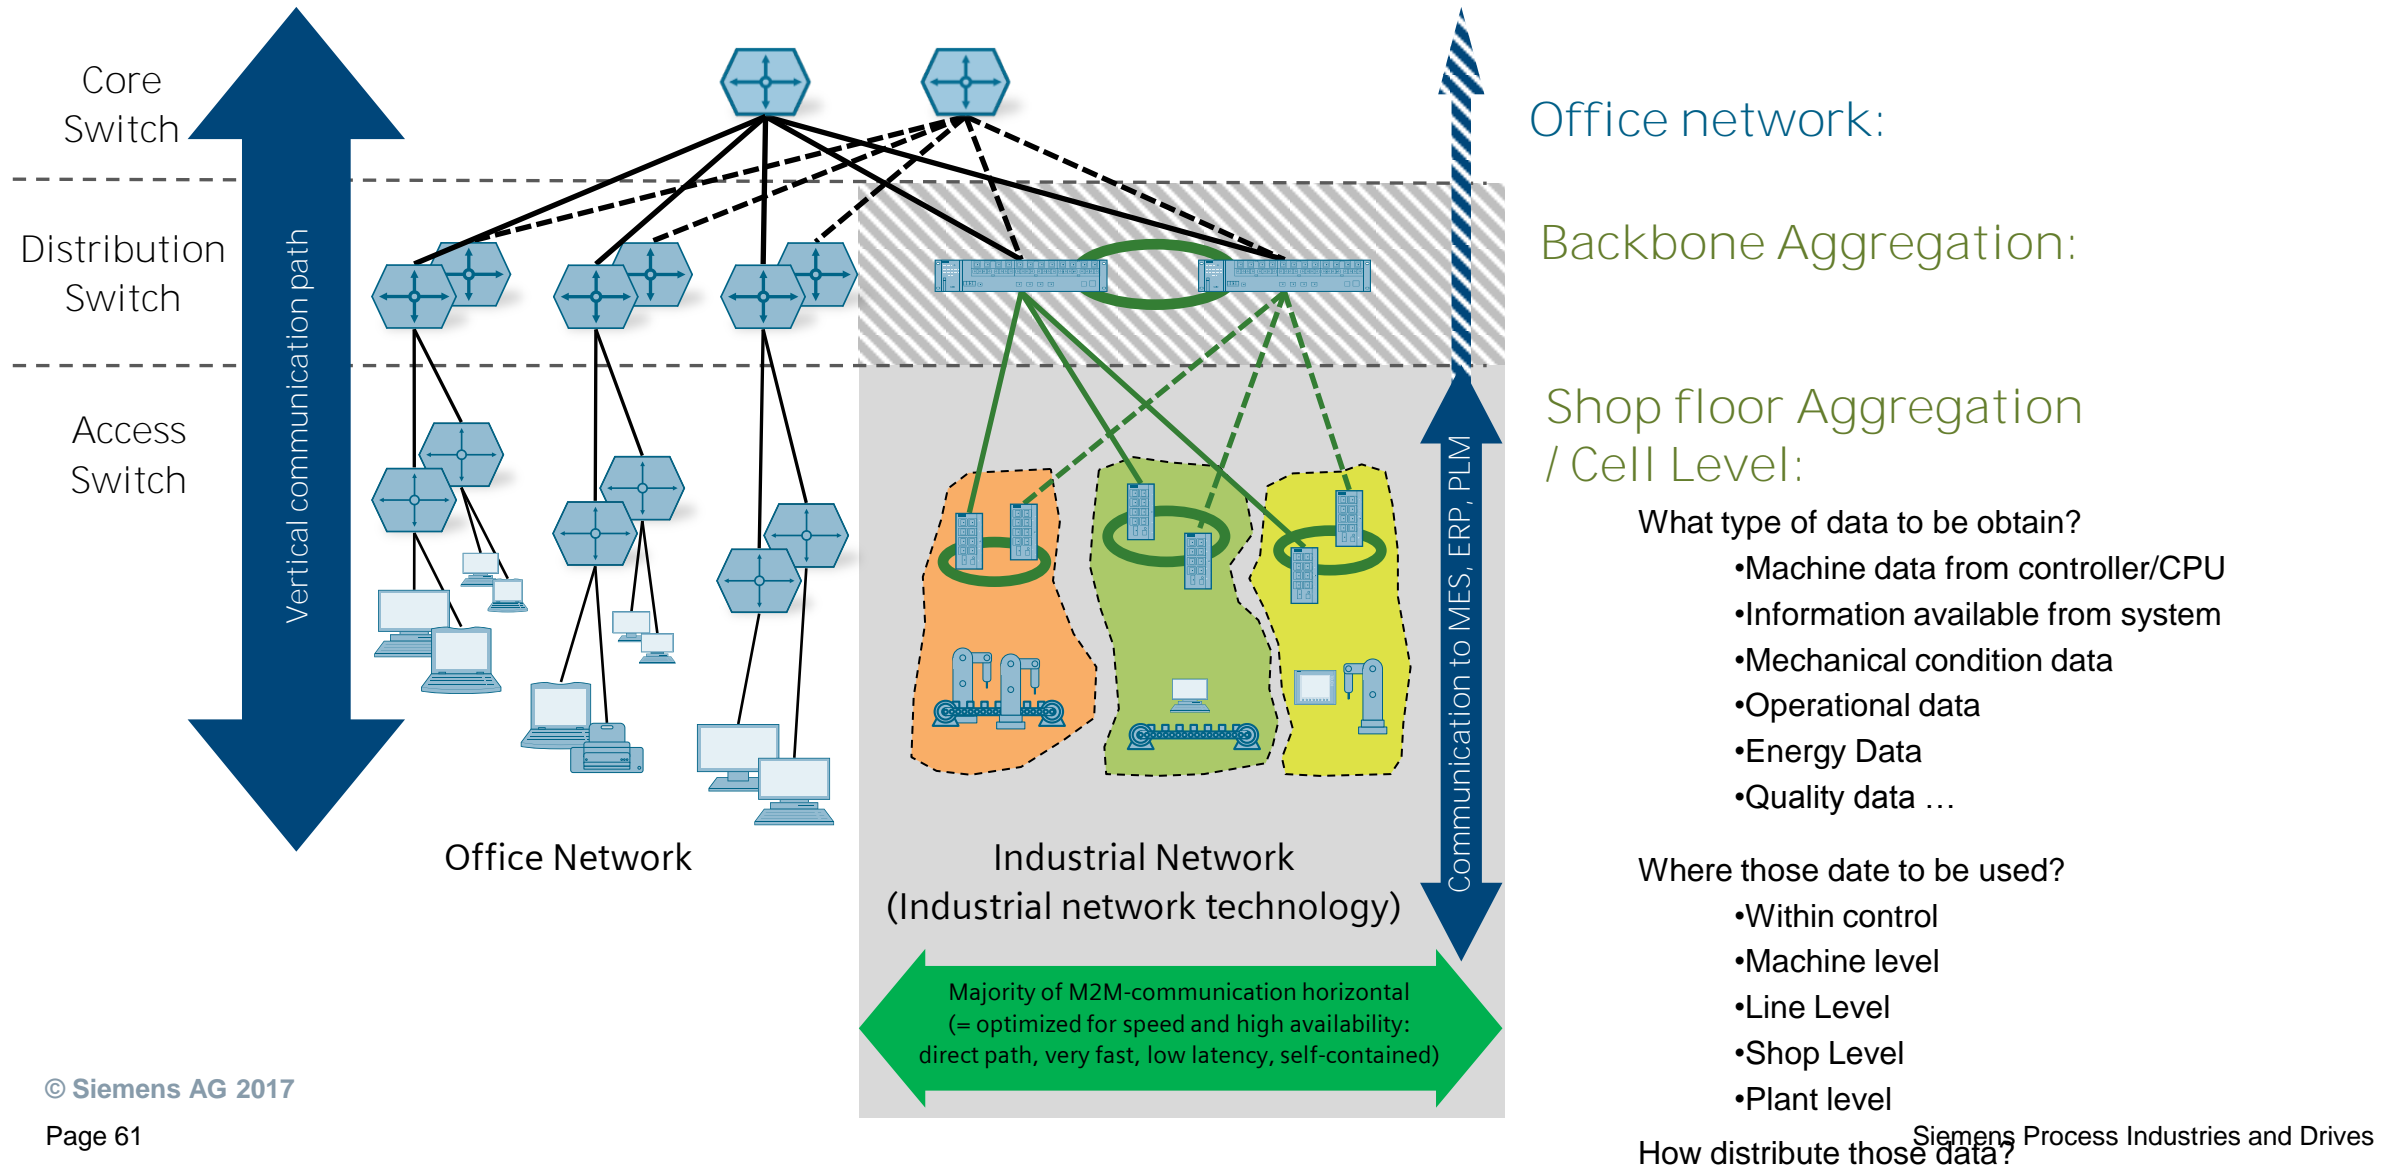 Core
Switch
Distribution
Switch
Access
Switch
Vertical communication path
Office Network
Industrial Network
(Industrial network technology)
Communication to MES, ERP, PLM
Majority of M2M-communication horizontal
(= optimized for speed and high availability:
direct path, very fast, low latency, self-contained)
Office network:
Backbone Aggregation:
Shop floor Aggregation
/ Cell Level:
What type of data to be obtain?
•Machine data from controller/CPU
•Information available from system
•Mechanical condition data
•Operational data
•Energy Data
•Quality data …
Where those date to be used?
•Within control
•Machine level
•Line Level
•Shop Level
•Plant level
How distribute those data?
© Siemens AG 2017
Page 61
Siemens Process Industries and Drives